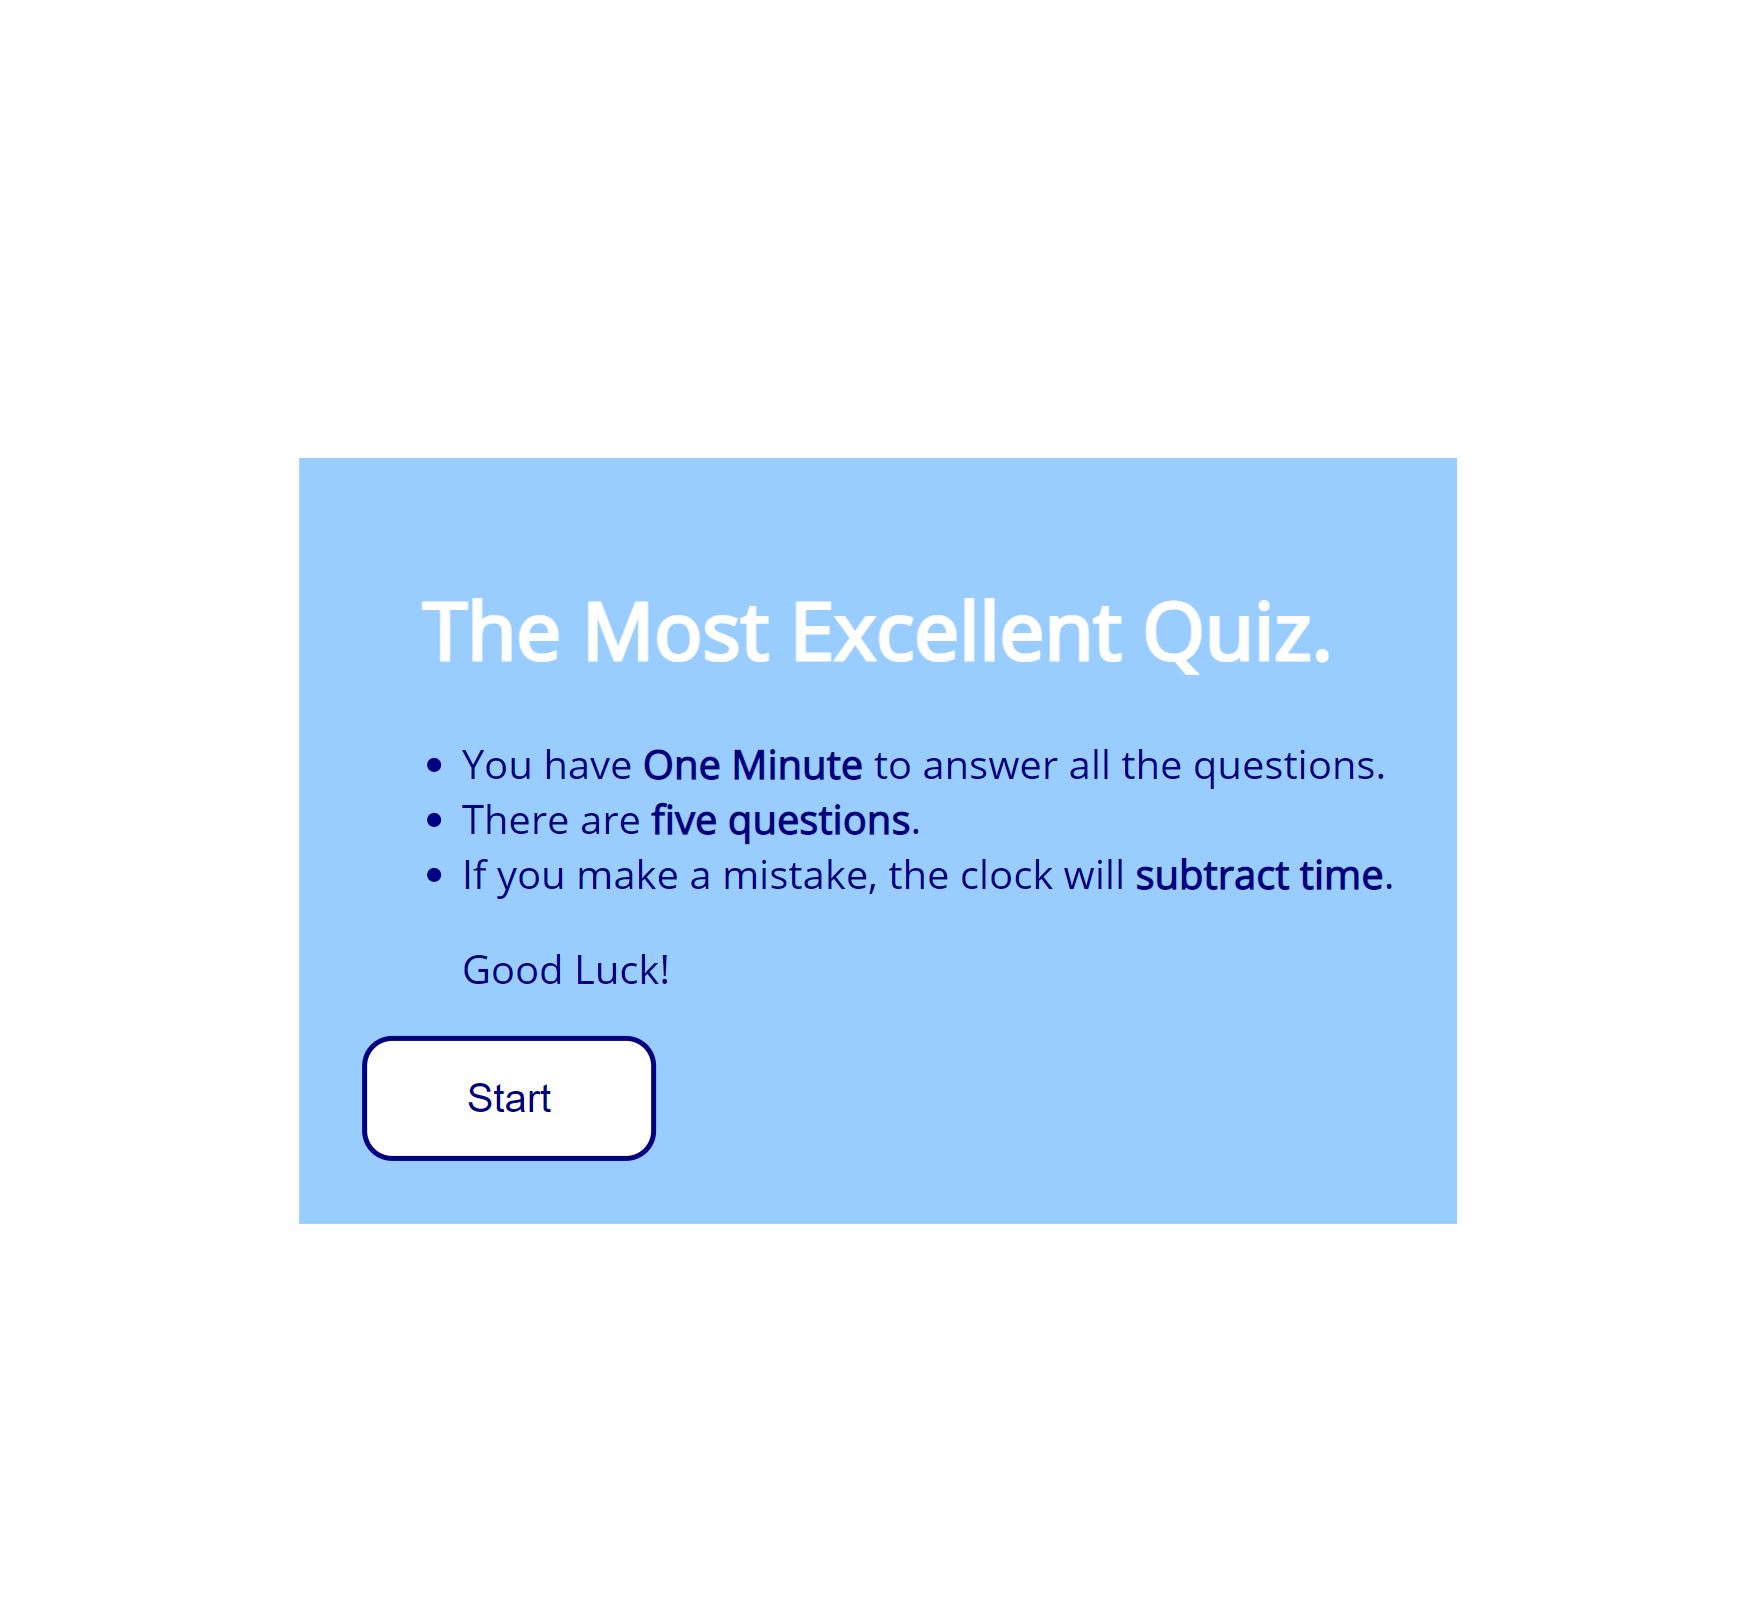 The Most Excellent Quiz.
• You have One Minute to answer all the questions.
• There are five questions.
• If you make a mistake, the clock will subtract time.
Good Luck!
Start